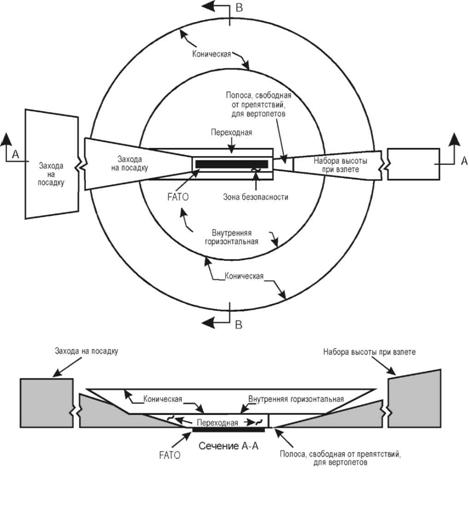 B
Коническая
Полоса, свободная
от препятствий,
для вертолетов
Переходная
A
Захода
на
посадку
Захода
на посадку
Набора высоты
при взлете
A
FATO
Зона безопасности
Внутренняя
горизонтальная
Коническая
B
Захода на посадку
Набора высоты при взлете
Коническая
Внутренняя горизонтальная
Переходная
Сечение A-A
FATO
Полоса, свободная от препятствий,
для вертолетов